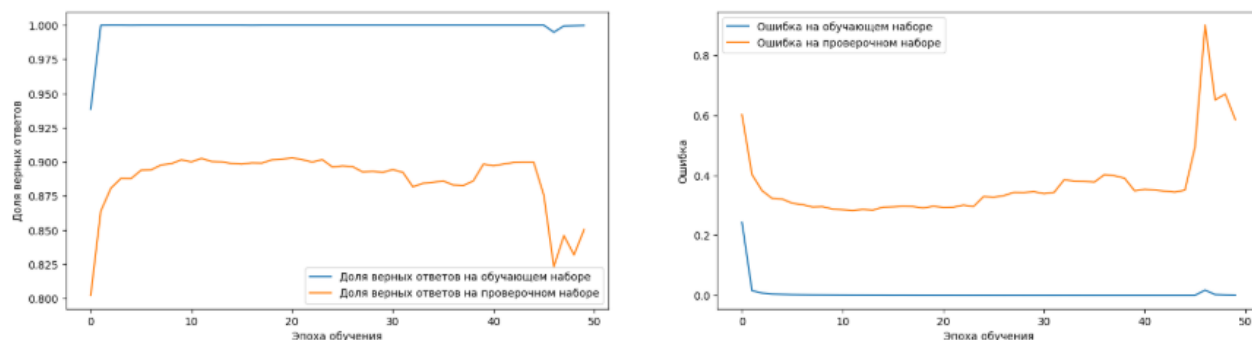 1.000
0.975
0.950
0.925
0.900
0.875
0.850
0.825
0.800
Доля верных ответов
Доля верных ответов на обучающем наборе
Доля верных ответов на проверочном наборе
0 10 20 30 40 50
Эпоха обучения
Ошибка на обучающем наборе
Ошибка на проверочном наборе
0.8
0.6
0.4
0.2
0.0
Ошибка
0 10 20 30 40 50
Эпоха обучения